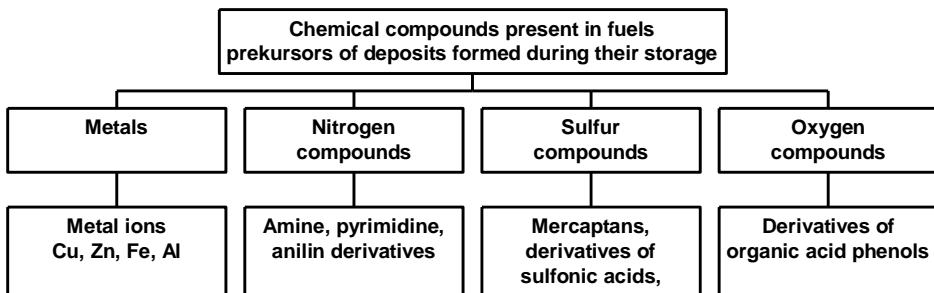 Chemical compounds present in fuels
prekursors of deposits formed during their storage
Metals
Nitrogen
compounds
Sulfur
compounds
Oxygen
compounds
Metal ions
Cu, Zn, Fe, Al
Amine, pyrimidine,
anilin derivatives
Mercaptans,
derivatives of
sulfonic acids,
Derivatives of
organic acid phenols